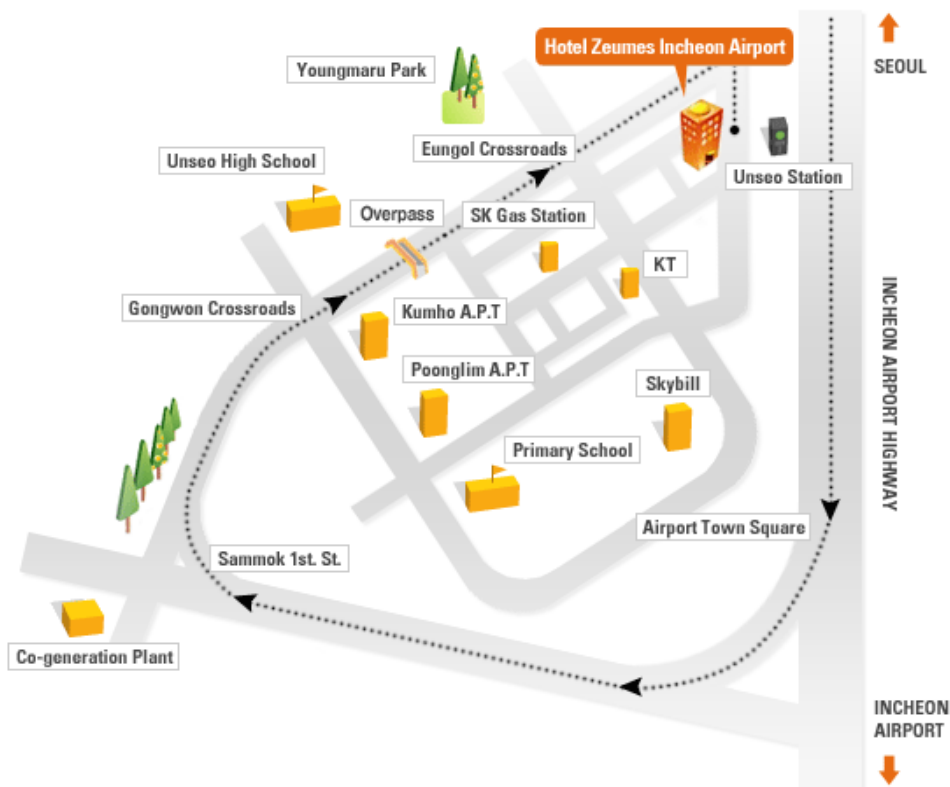 Hotel Zeumes Incheon Airport
SEOUL
Youngmaru Park
Eungol Crossroads
Unseo High School
Unseo Station
Overpass
SK Gas Station
KT
Gongwon Crossroads
Kumho A.P.T
Poonglim A.P.T
Skybill
INCHEON AIRPORT HIGHWAY
Primary School
Airport Town Square
Sammok 1st. St.
Co-generation Plant
INCHEON
AIRPORT